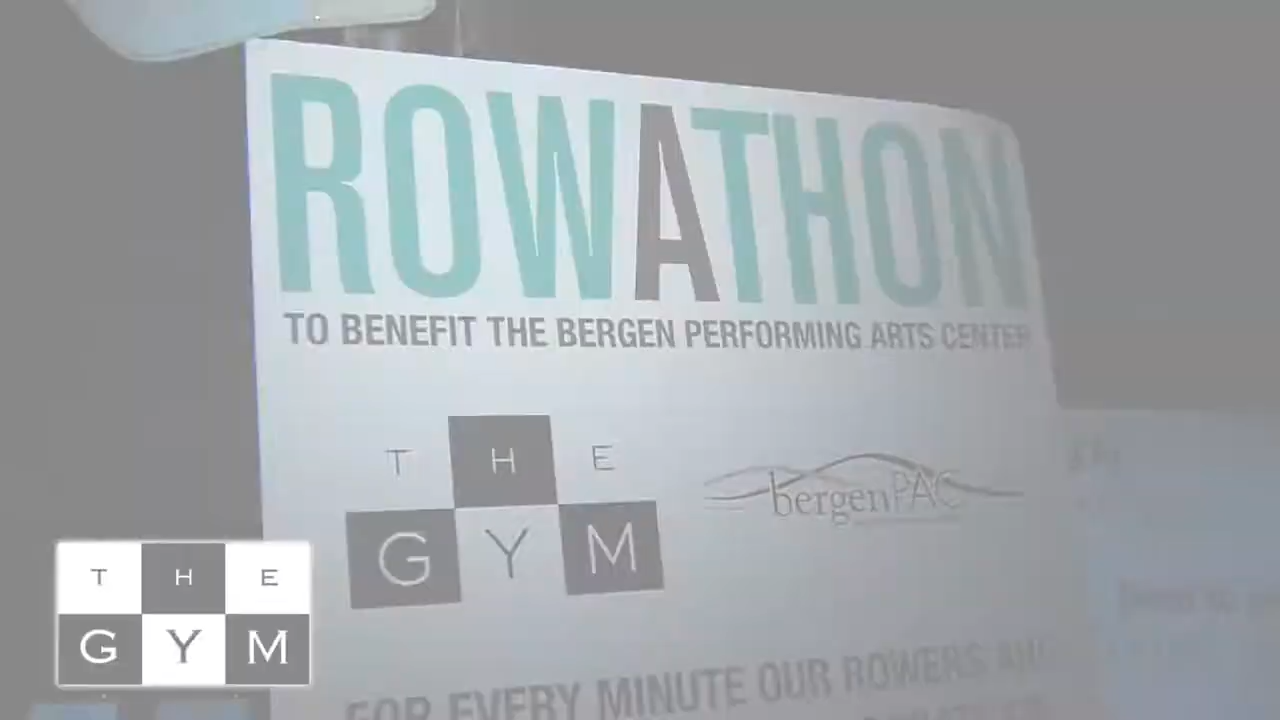 ROWATHON
TO BENEFIT THE BERGEN PERFORMING ARTS CENTER
T H E
G Y M
bergenPAC
FOR EVERY MINUTE OUR ROWERS
T H E
G Y M